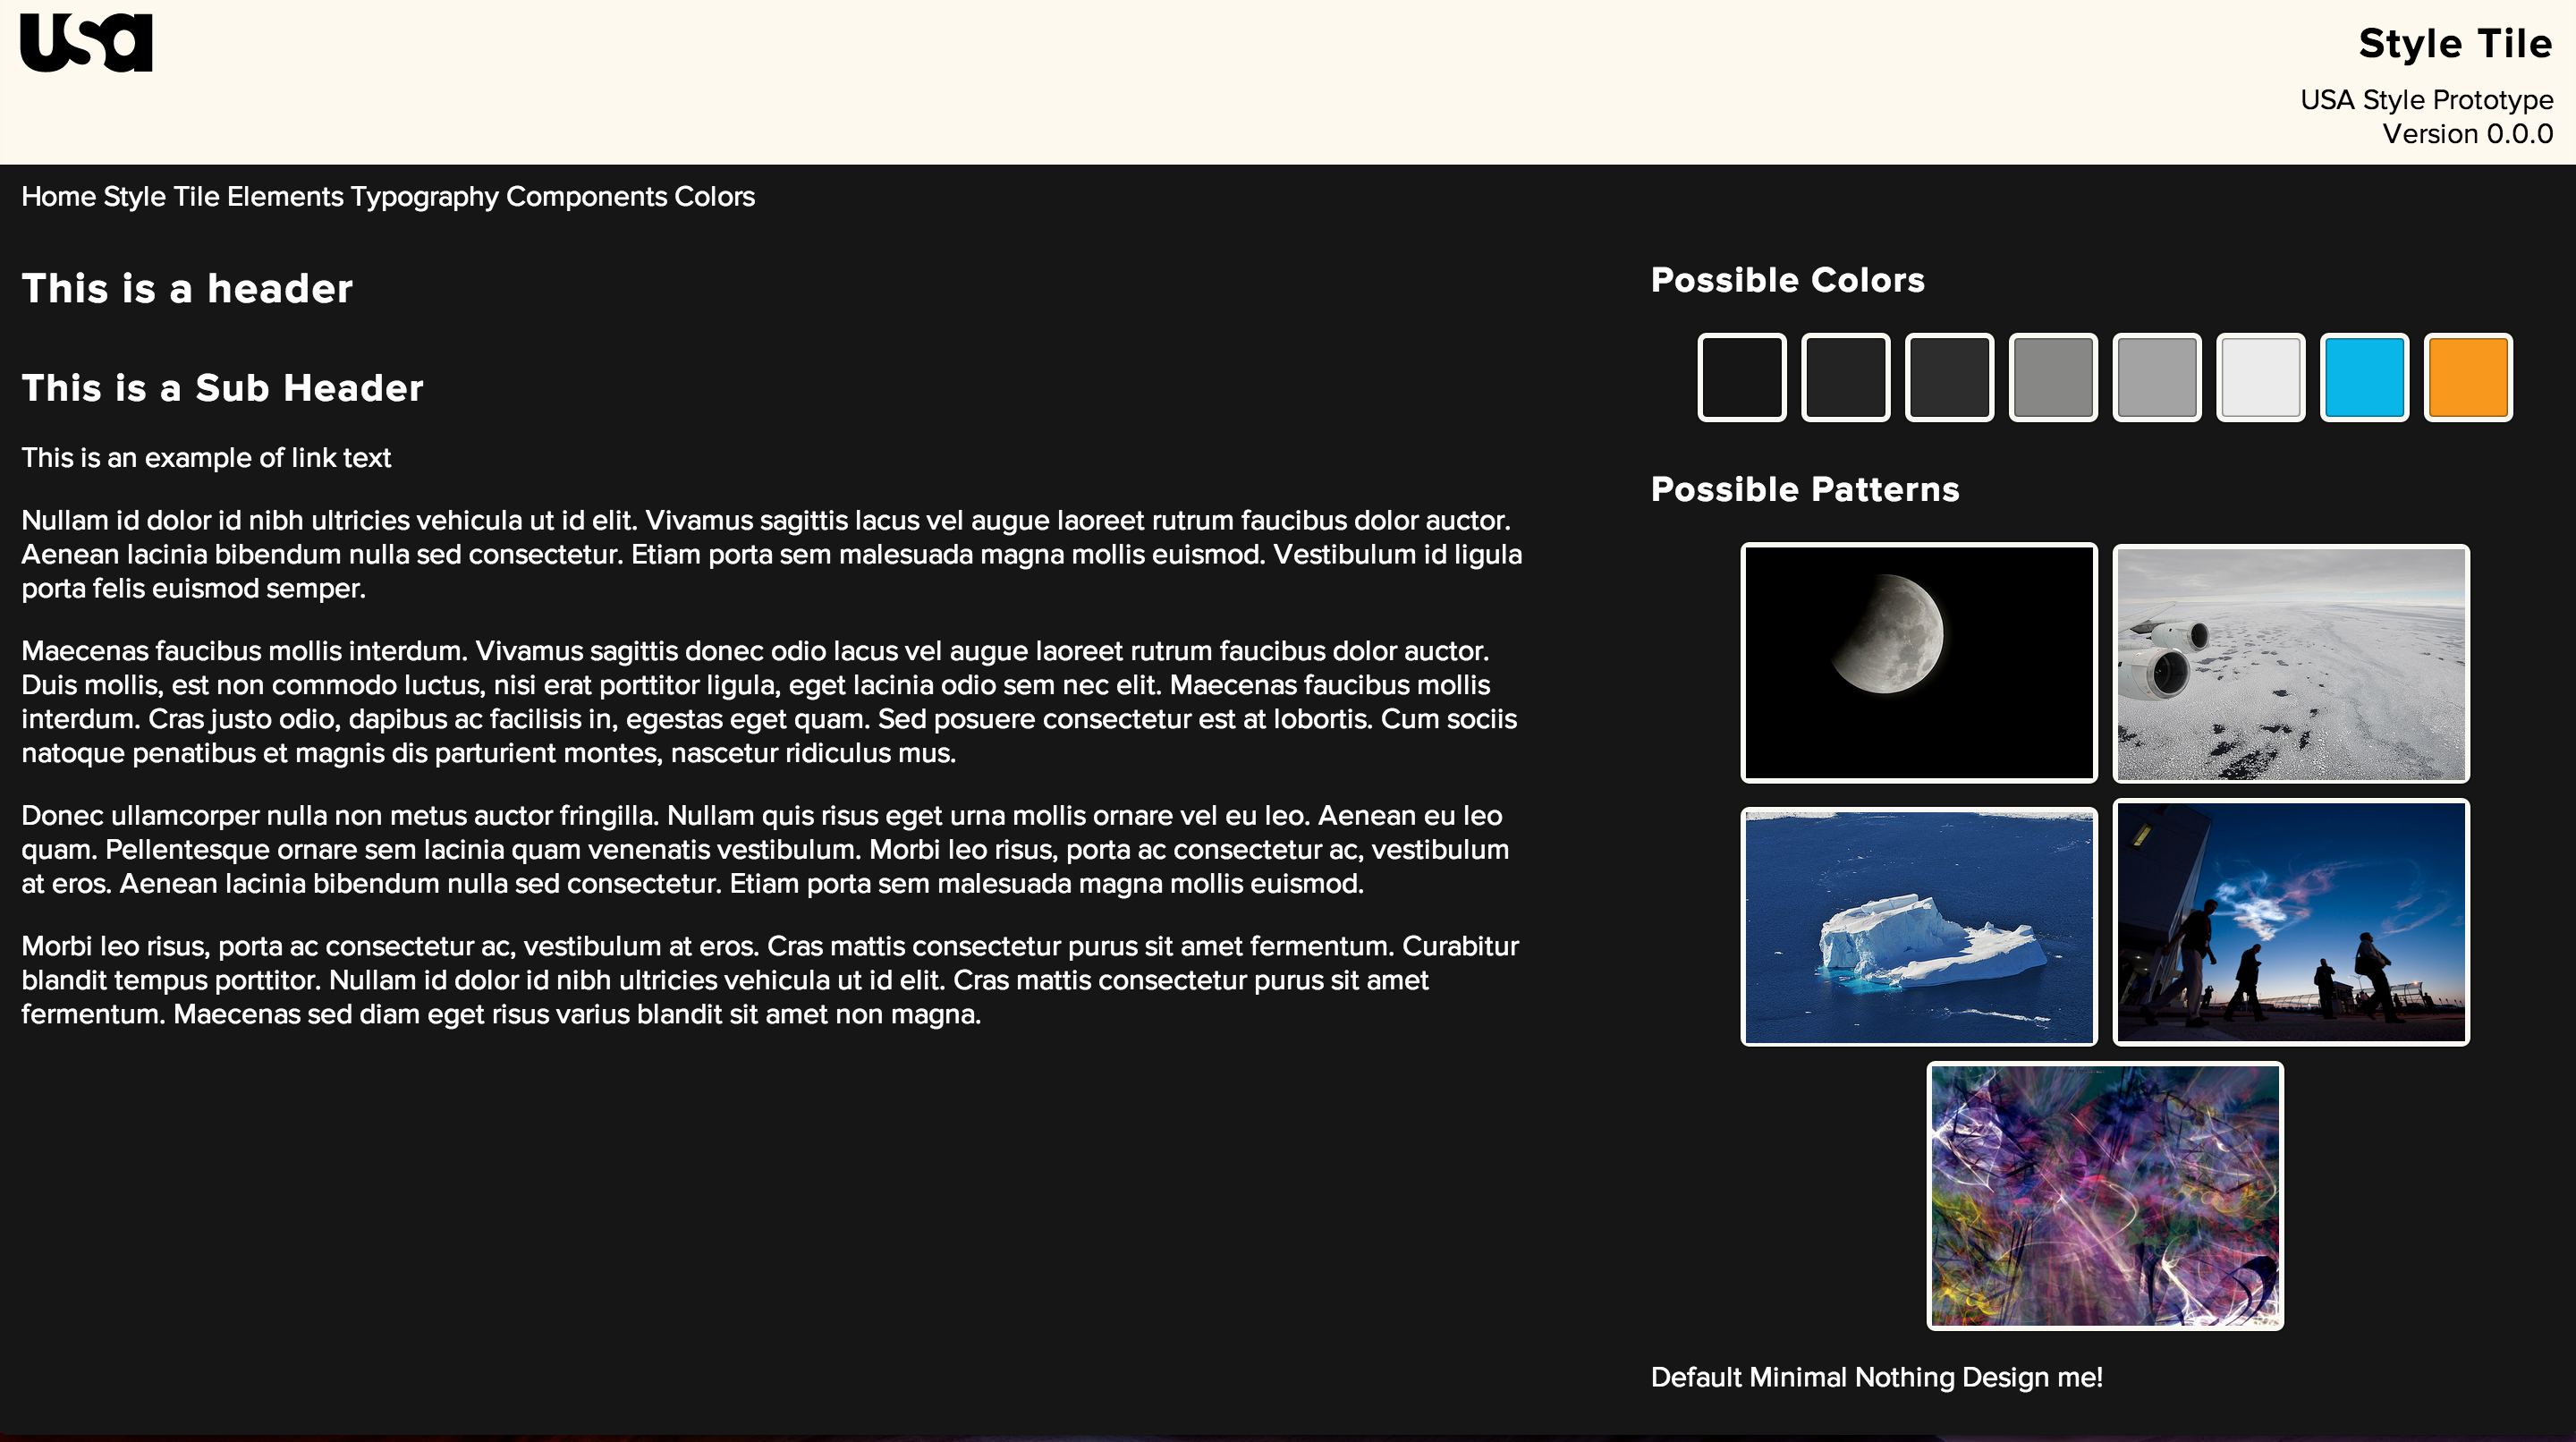 usa
Style Tile
USA Style Prototype
Version 0.0.0
Home Style Tile Elements Typography Components Colors
This is a header
This is a Sub Header
This is an example of link text
Nullam id dolor id nibh ultricies vehicula ut id elit. Vivamus sagittis lacus vel augue laoreet rutrum faucibus dolor auctor.
Aenean lacinia bibendum nulla sed consectetur. Etiam porta sem malesuada magna mollis euismod. Vestibulum id ligula
porta felis euismod semper.
Maecenas faucibus mollis interdum. Vivamus sagittis donec odio lacus vel augue laoreet rutrum faucibus dolor auctor.
Duis mollis, est non commodo luctus, nisi erat porttitor ligula, eget lacinia odio sem nec elit. Maecenas faucibus mollis
interdum. Cras justo odio, dapibus ac facilisis in, egestas eget quam. Sed posuere consectetur est at lobortis. Cum sociis
natoque penatibus et magnis dis parturient montes, nascetur ridiculus mus.
Donec ullamcorper nulla non metus auctor fringilla. Nullam quis risus eget urna mollis ornare vel eu leo. Aenean eu leo
quam. Pellentesque ornare sem lacinia quam venenatis vestibulum. Morbi leo risus, porta ac consectetur ac, vestibulum
at eros. Aenean lacinia bibendum nulla sed consectetur. Etiam porta sem malesuada magna mollis euismod.
Morbi leo risus, porta ac consectetur ac, vestibulum at eros. Cras mattis consectetur purus sit amet fermentum. Curabitur
blandit tempus porttitor. Nullam id dolor id nibh ultricies vehicula ut id elit. Cras mattis consectetur purus sit amet
fermentum. Maecenas sed diam eget risus varius blandit sit amet non magna.
Possible Colors
Possible Patterns
Default Minimal Nothing Design me!